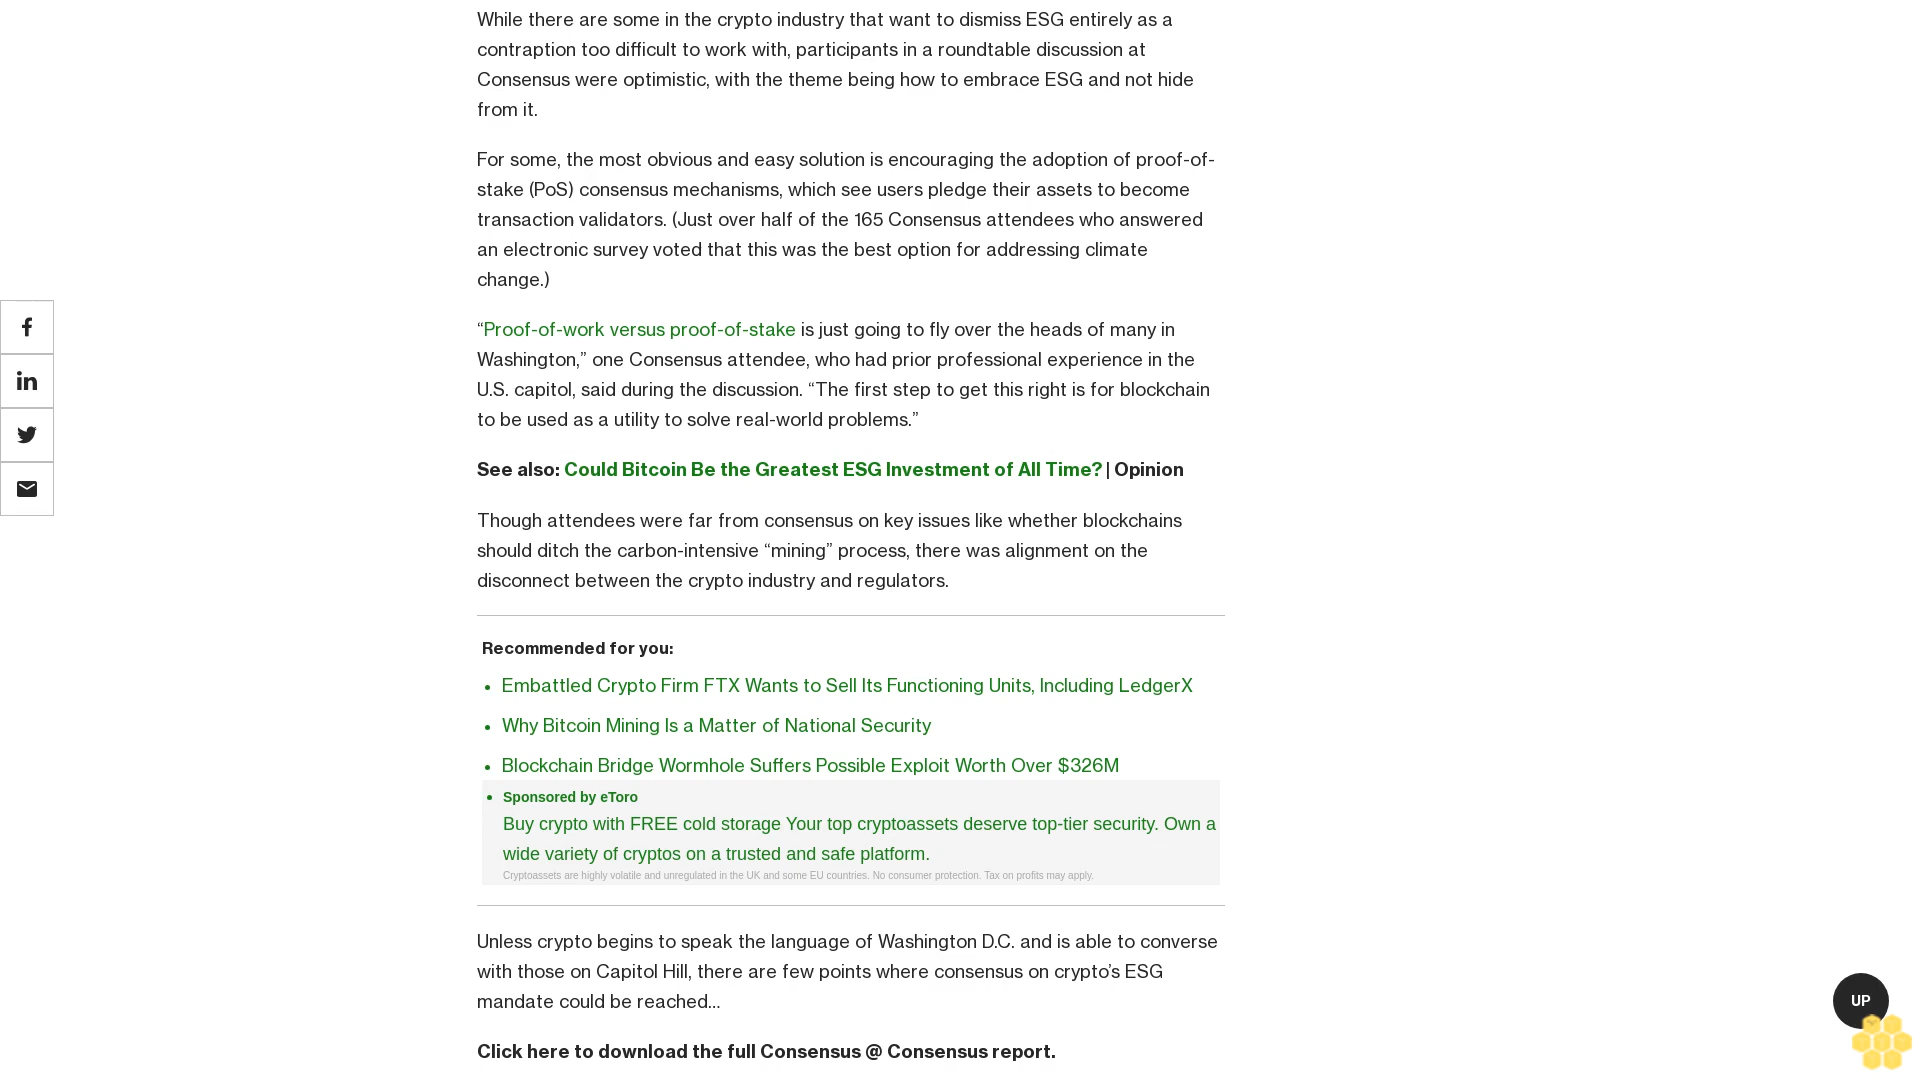 While there are some in the crypto industry that want to dismiss ESG entirely as a
contraption too difficult to work with, participants in a roundtable discussion at
Consensus were optimistic, with the theme being how to embrace ESG and not hide
from it.
For some, the most obvious and easy solution is encouraging the adoption of proof-of-
stake (PoS) consensus mechanisms, which see users pledge their assets to become
transaction validators. (Just over half of the 165 Consensus attendees who answered
an electronic survey voted that this was the best option for addressing climate
change.)
“Proof-of-work versus proof-of-stake is just going to fly over the heads of many in
Washington,” one Consensus attendee, who had prior professional experience in the
U.S. capitol, said during the discussion. “The first step to get this right is for blockchain
to be used as a utility to solve real-world problems.”
See also: Could Bitcoin Be the Greatest ESG Investment of All Time? | Opinion
Though attendees were far from consensus on key issues like whether blockchains
should ditch the carbon-intensive “mining” process, there was alignment on the
disconnect between the crypto industry and regulators.
Recommended for you:
• Embattled Crypto Firm FTX Wants to Sell Its Functioning Units, Including LedgerX
• Why Bitcoin Mining Is a Matter of National Security
• Blockchain Bridge Wormhole Suffers Possible Exploit Worth Over $326M
• Sponsored by eToro
Buy crypto with FREE cold storage Your top cryptoassets deserve top-tier security. Own a
wide variety of cryptos on a trusted and safe platform.
Cryptoassets are highly volatile and unregulated in the UK and some EU countries. No consumer protection. Tax on profits may apply.
Unless crypto begins to speak the language of Washington D.C. and is able to converse
with those on Capitol Hill, there are few points where consensus on crypto’s ESG
mandate could be reached…
Click here to download the full Consensus @ Consensus report.
UP